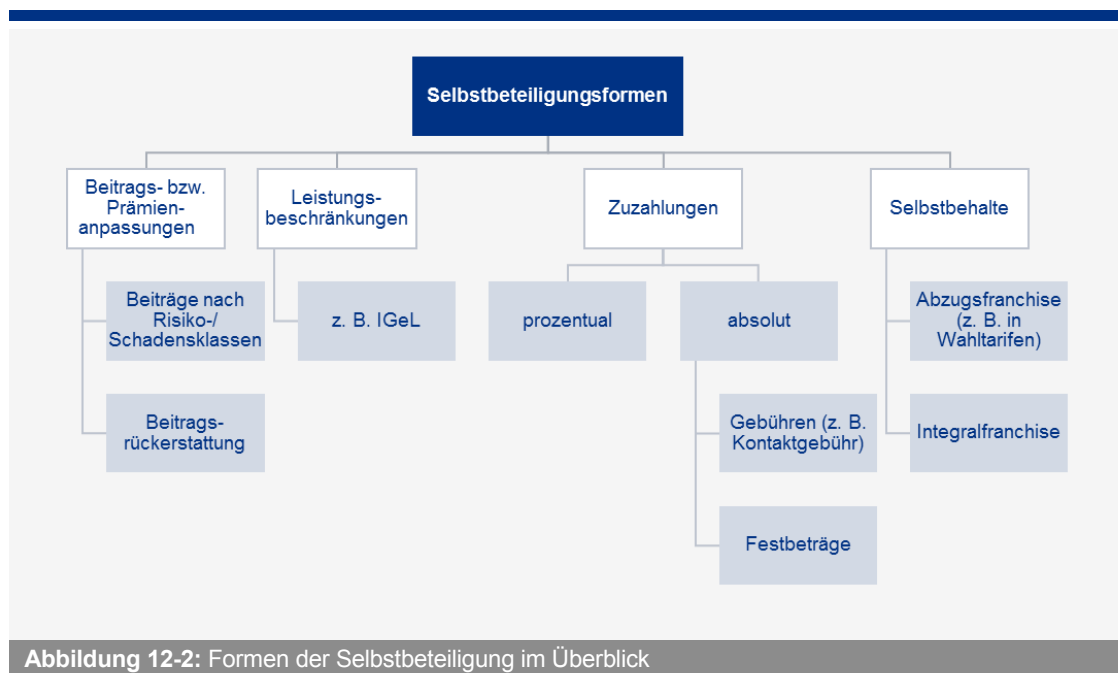 Selbstbeteiligungsformen
Beitrags- bzw.
Prämien-
anpassungen
Leistungs-
beschränkungen
Zuzahlungen
Selbstbehalte
Beiträge nach
Risiko-/
Schadensklassen
z. B. IGeL
prozentual
absolut
Abzugsfranchise
(z. B. in
Wahltarifen)
Beitrags-
rückerstattung
Gebühren (z. B.
Kontaktgebühr)
Integralfranchise
Festbeträge
Abbildung 12-2: Formen der Selbstbeteiligung im Überblick